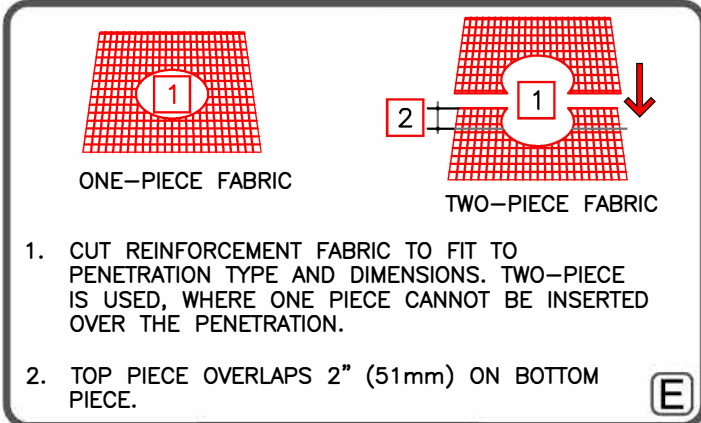 1
2
1
ONE-PIECE FABRIC
TWO-PIECE FABRIC
1. CUT REINFORCEMENT FABRIC TO FIT TO
PENETRATION TYPE AND DIMENSIONS. TWO-PIECE
IS USED, WHERE ONE PIECE CANNOT BE INSERTED
OVER THE PENETRATION.
2. TOP PIECE OVERLAPS 2” (51mm) ON BOTTOM
PIECE.
E